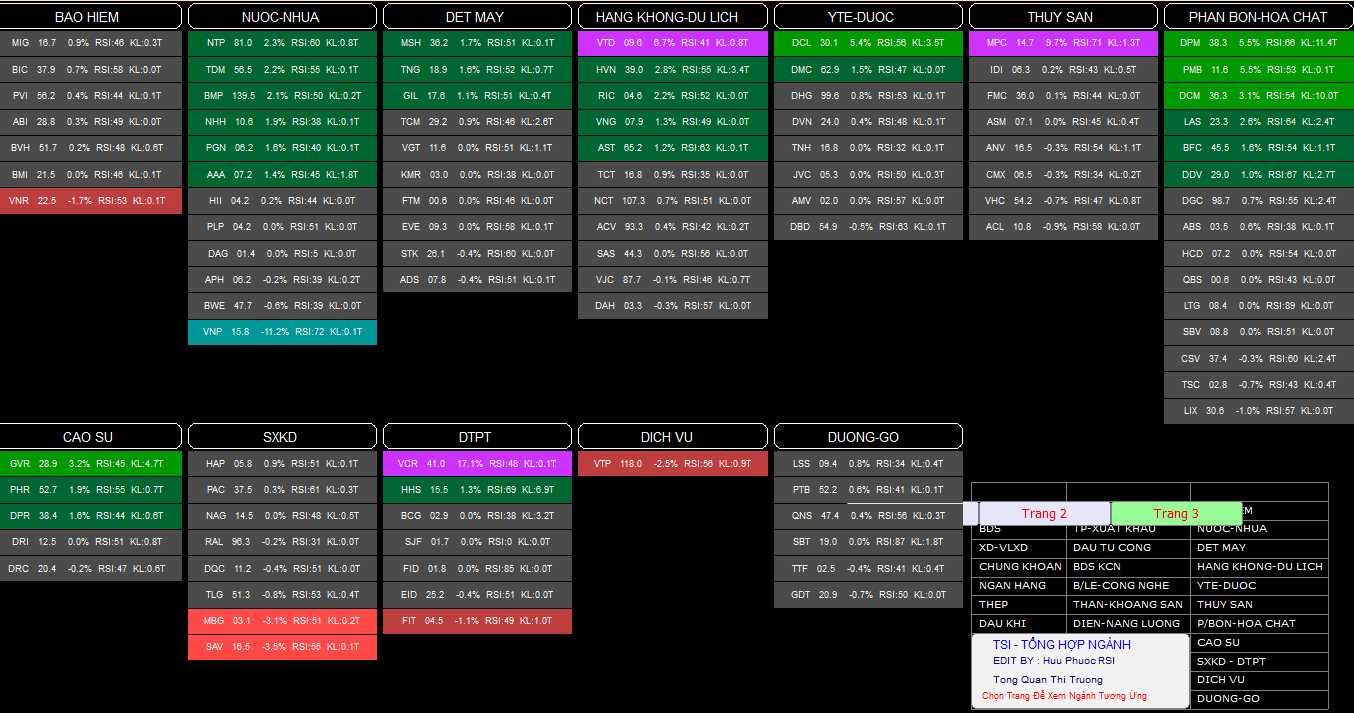 BAO HIEM
MIG 16.7 0.9% RSI:46 KL:0.3T
BIC 37.9 0.7% RSI:58 KL:0.0T
PVI 56.2 0.4% RSI:44 KL:0.1T
ABI 28.8 0.3% RSI:49 KL:0.0T
BVH 51.7 0.2% RSI:48 KL:0.6T
BMI 21.5 0.0% RSI:46 KL:0.1T
VNR 22.5 -1.7% RSI:53 KL:0.1T
NUOC-NHUA
NTP 81.0 2.3% RSI:60 KL:0.8T
TDM 56.5 2.2% RSI:55 KL:0.1T
BMP 139.5 2.1% RSI:50 KL:0.2T
NHH 10.6 1.9% RSI:38 KL:0.1T
PGN 06.2 1.6% RSI:40 KL:0.1T
AAA 07.2 1.4% RSI:45 KL:1.8T
HII 04.2 0.2% RSI:44 KL:0.0T
PLP 04.2 0.0% RSI:51 KL:0.0T
DAG 01.4 0.0% RSI:5 KL:0.0T
APH 06.2 -0.2% RSI:39 KL:0.2T
BWE 47.7 -0.6% RSI:39 KL:0.0T
VNP 15.8 -11.2% RSI:72 KL:0.1T
DET MAY
MSH 36.2 1.7% RSI:51 KL:0.1T
TNG 18.9 1.6% RSI:52 KL:0.7T
GIL 17.6 1.1% RSI:51 KL:0.4T
TCM 29.2 0.9% RSI:46 KL:2.6T
VGT 11.6 0.0% RSI:51 KL:1.1T
KMR 03.0 0.0% RSI:38 KL:0.0T
FTM 00.6 0.0% RSI:46 KL:0.0T
EVE 09.3 0.0% RSI:58 KL:0.1T
STK 26.1 -0.4% RSI:60 KL:0.0T
ADS 07.8 -0.4% RSI:51 KL:0.1T
HANG KHONG-DU LICH
VTD 09.6 6.7% RSI:41 KL:0.8T
HVN 39.0 2.8% RSI:55 KL:3.4T
RIC 04.6 2.2% RSI:52 KL:0.0T
VNG 07.9 1.3% RSI:49 KL:0.0T
AST 65.2 1.2% RSI:63 KL:0.1T
TCT 16.8 0.9% RSI:35 KL:0.0T
NCT 107.3 0.7% RSI:51 KL:0.0T
ACV 93.3 0.4% RSI:42 KL:0.2T
SAS 44.3 0.0% RSI:56 KL:0.0T
VJC 87.7 -0.1% RSI:46 KL:0.7T
DAH 03.3 -0.3% RSI:57 KL:0.0T
YTE-DUOC
DCL 30.1 5.4% RSI:56 KL:3.5T
DMC 62.9 1.5% RSI:47 KL:0.0T
DHG 99.6 0.8% RSI:53 KL:0.1T
DVN 24.0 0.4% RSI:48 KL:0.1T
TNH 16.8 0.0% RSI:32 KL:0.1T
JVC 05.3 0.0% RSI:50 KL:0.3T
AMV 02.0 0.0% RSI:57 KL:0.0T
DBD 54.9 -0.5% RSI:63 KL:0.1T
THUY SAN
MPC 14.7 9.7% RSI:71 KL:1.3T
IDI 06.3 0.2% RSI:43 KL:0.5T
FMC 36.0 0.1% RSI:44 KL:0.0T
ASM 07.1 0.0% RSI:45 KL:0.4T
ANV 16.5 -0.3% RSI:54 KL:1.1T
CMX 06.5 -0.3% RSI:34 KL:0.2T
VHC 54.2 -0.7% RSI:47 KL:0.8T
ACL 10.8 -0.9% RSI:58 KL:0.0T
PHAN BON-HOA CHAT
DPM 38.3 5.5% RSI:66 KL:11.4T
PMB 11.6 5.5% RSI:53 KL:0.1T
DCM 36.3 3.1% RSI:54 KL:10.0T
LAS 23.3 2.6% RSI:64 KL:2.4T
BFC 45.5 1.6% RSI:54 KL:1.1T
DDV 29.0 1.0% RSI:67 KL:2.7T
DGC 98.7 0.7% RSI:55 KL:2.4T
ABS 03.5 0.6% RSI:38 KL:0.1T
HCD 07.2 0.0% RSI:54 KL:0.0T
QBS 00.6 0.0% RSI:43 KL:0.0T
LTG 08.4 0.0% RSI:89 KL:0.0T
SBV 08.8 0.0% RSI:51 KL:0.0T
CSV 37.4 -0.3% RSI:60 KL:2.4T
TSC 02.8 -0.7% RSI:43 KL:0.4T
LIX 30.6 -1.0% RSI:57 KL:0.0T
CAO SU
GVR 28.9 3.2% RSI:45 KL:4.7T
PHR 52.7 1.9% RSI:55 KL:0.7T
DPR 38.4 1.6% RSI:44 KL:0.6T
DRI 12.5 0.0% RSI:51 KL:0.8T
DRC 20.4 -0.2% RSI:47 KL:0.6T
SXKD
HAP 05.8 0.9% RSI:51 KL:0.1T
PAC 37.5 0.3% RSI:61 KL:0.3T
NAG 14.5 0.0% RSI:48 KL:0.5T
RAL 96.3 -0.2% RSI:31 KL:0.0T
DQC 11.2 -0.4% RSI:51 KL:0.0T
TLG 51.3 -0.8% RSI:53 KL:0.4T
MBG 03.1 -3.1% RSI:51 KL:0.2T
SAV 16.5 -3.5% RSI:55 KL:0.1T
DTPT
VCR 41.0 17.1% RSI:48 KL:0.1T
HHS 15.5 1.3% RSI:69 KL:6.9T
BCG 02.9 0.0% RSI:38 KL:3.2T
SJF 01.7 0.0% RSI:0 KL:0.0T
FID 01.8 0.0% RSI:85 KL:0.0T
EID 25.2 -0.4% RSI:51 KL:0.0T
FIT 04.5 -1.1% RSI:49 KL:1.0T
DICH VU
VTP 118.0 -2.5% RSI:56 KL:0.9T
DUONG-GO
LSS 09.4 0.8% RSI:34 KL:0.4T
PTB 52.2 0.6% RSI:41 KL:0.1T
QNS 47.4 0.4% RSI:56 KL:0.3T
SBT 19.0 0.0% RSI:87 KL:1.8T
TTF 02.5 -0.4% RSI:41 KL:0.4T
GDT 20.9 -0.7% RSI:50 KL:0.0T
Trang 2 Trang 3
BDS TP-XUAT KHAU NUOC-NHUA
XD-VLXD DAU TU CONG DET MAY
CHUNG KHOAN BDS KCN HANG KHONG-DU LICH
NGAN HANG B/LE-CONG NGHE YTE-DUOC
THEP THAN-KHOANG SAN THUY SAN
DAU KHI DIEN-NANG LUONG P/BON-HOA CHAT
CAO SU
SXKD - DTPT
DICH VU
DUONG-GO
TSI - TỔNG HỢP NGÀNH
EDIT BY : Huu Phuoc RSI
Tong Quan Thi Truong
Chọn Trang Để Xem Ngành Tương Ứng